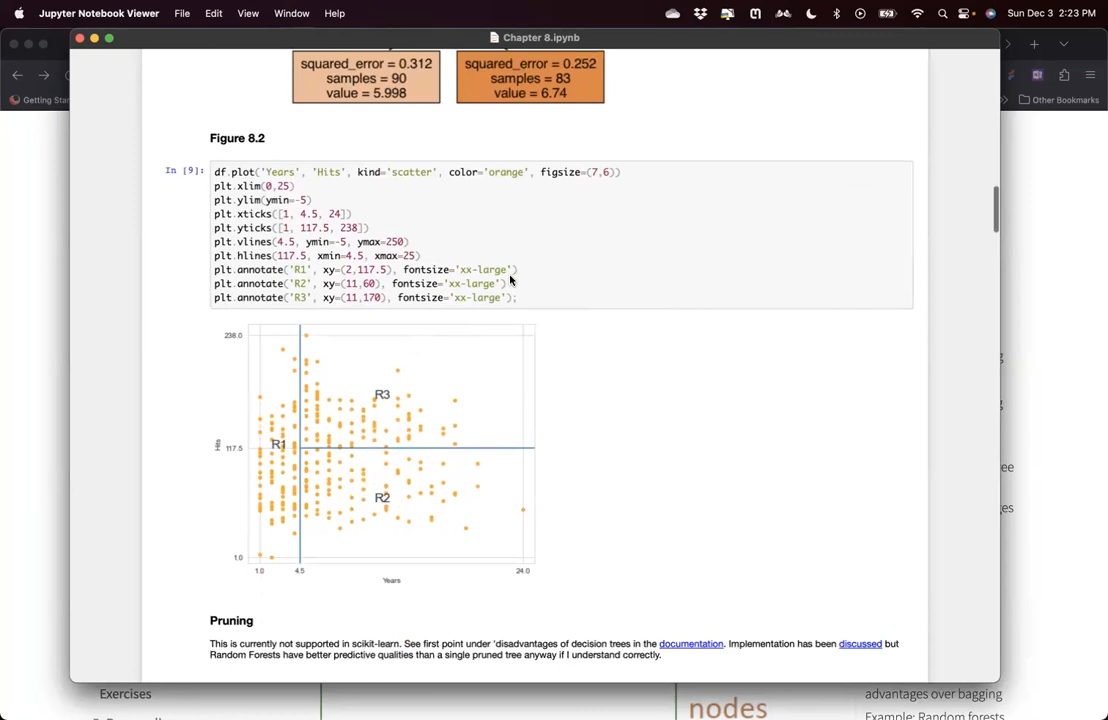 Jupyter Notebook Viewer File Edit View Window Help Sun Dec 3 2:23 PM
Chapter 8.ipynb
Getting Star
Other Bookmarks
squared_error = 0.312
samples = 90
value = 5.998
squared_error = 0.252
samples = 83
value = 6.74
Figure 8.2
In [9]:
df.plot('Years', 'Hits', kind='scatter', color='orange', figsize=(7,6))
plt.xlim(0,25)
plt.ylim(ymin=-5)
plt.xticks([1, 4.5, 24])
plt.yticks([1, 117.5, 238])
plt.vlines(4.5, ymin=-5, ymax=250)
plt.hlines(117.5, xmin=4.5, xmax=25)
plt.annotate('R1', xy=(2,117.5), fontsize='xx-large')
plt.annotate('R2', xy=(11,60), fontsize='xx-large')
plt.annotate('R3', xy=(11,170), fontsize='xx-large');
238.0
R3
R1
Hits
117.5
R2
1.0
1.0 4.5 24.0
Years
Pruning
This is currently not supported in scikit-learn. See first point under 'disadvantages of decision trees in the documentation. Implementation has been discussed but
Random Forests have better predictive qualities than a single pruned tree anyway if I understand correctly.
Exercises
nodes
advantages over bagging
Example: Random forests